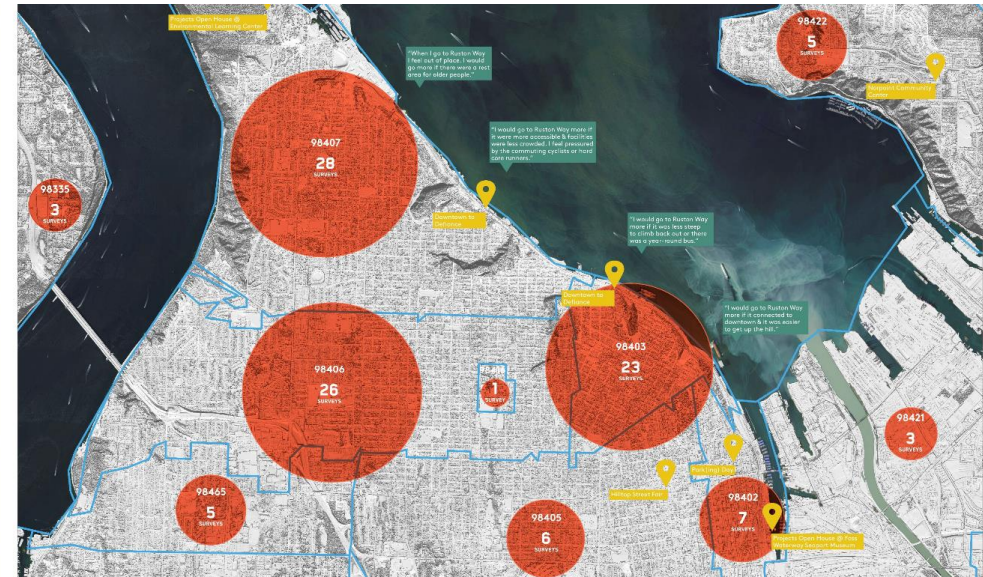 Projects Open House @
Environmental Learning Center
98422
5
SURVEYS
Norpoint Community
Center
"When I go to Ruston Way
I feel out of place. I would
go more if there were a rest
area for older people."
98407
28
SURVEYS
"I would go to Ruston Way more if
it were more accessible & facilities
were less crowded. I feel pressured
by the commuting cyclists or hard
core runners."
98335
3
SURVEYS
Downtown to
Defiance
"I would go to Ruston Way
more if it was less steep
to climb back out or there
was a year-round bus."
Downtown to
Defiance
"I would go to Ruston Way
more if it connected to
downtown & it was easier
to get up the hill."
98403
23
SURVEYS
98406
26
SURVEYS
1
SURVEY
98421
3
SURVEYS
Park(ing) Day
Hilltop Street Fair
98465
5
SURVEYS
98405
6
SURVEYS
98402
7
SURVEYS
Projects Open House @ Foss
Waterway Seaport Museum